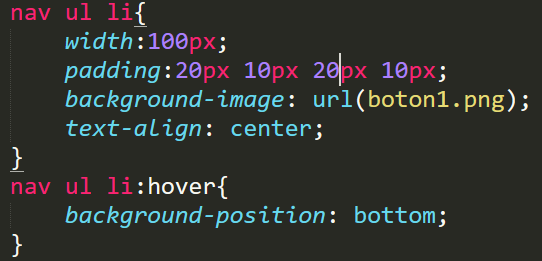 nav ul li{
    width:100px;
    padding:20px 10px 20px 10px;
    background-image: url(boton1.png);
    text-align: center;
}
nav ul li:hover{
    background-position: bottom;
}